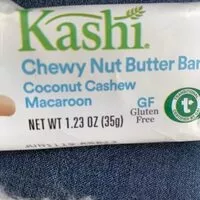 Kashi
Chewy Nut Butter Bar
Coconut Cashew
Macaroon
GF
Gluten
Free
NET WT 1.23 OZ (35g)